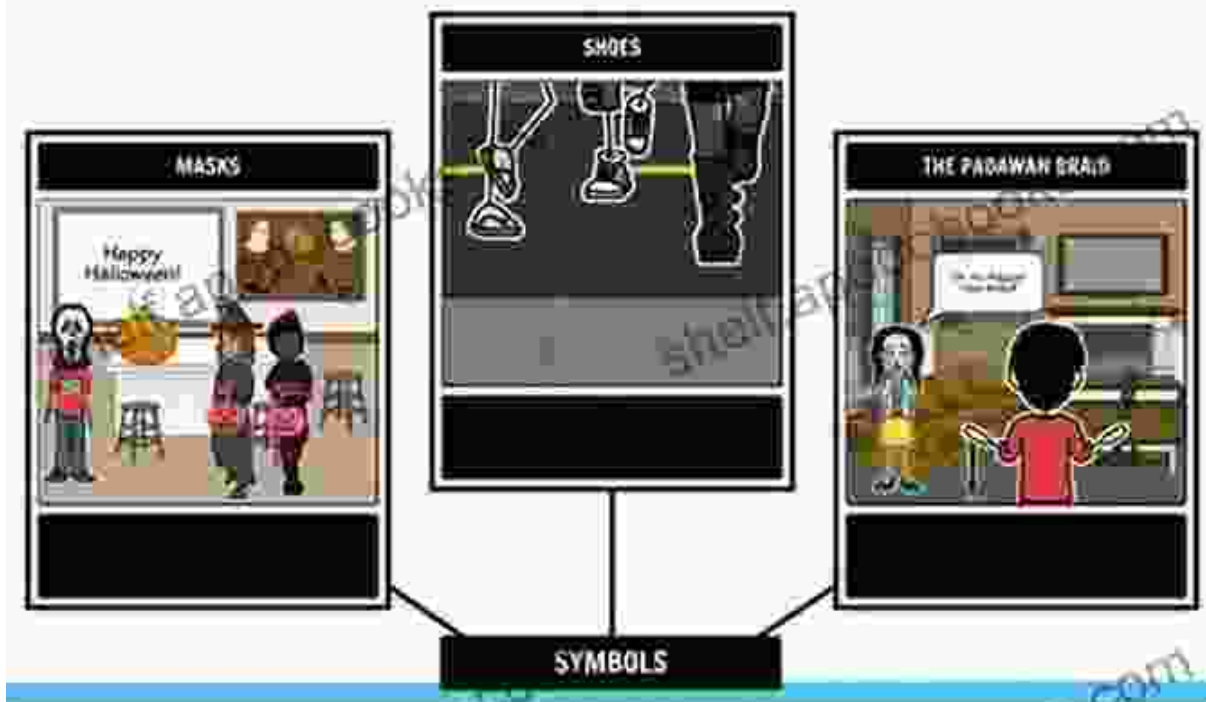 SHOES
MASKS
THE PADAWAN BRAID
Happy
Halloween!
SYMBOLS